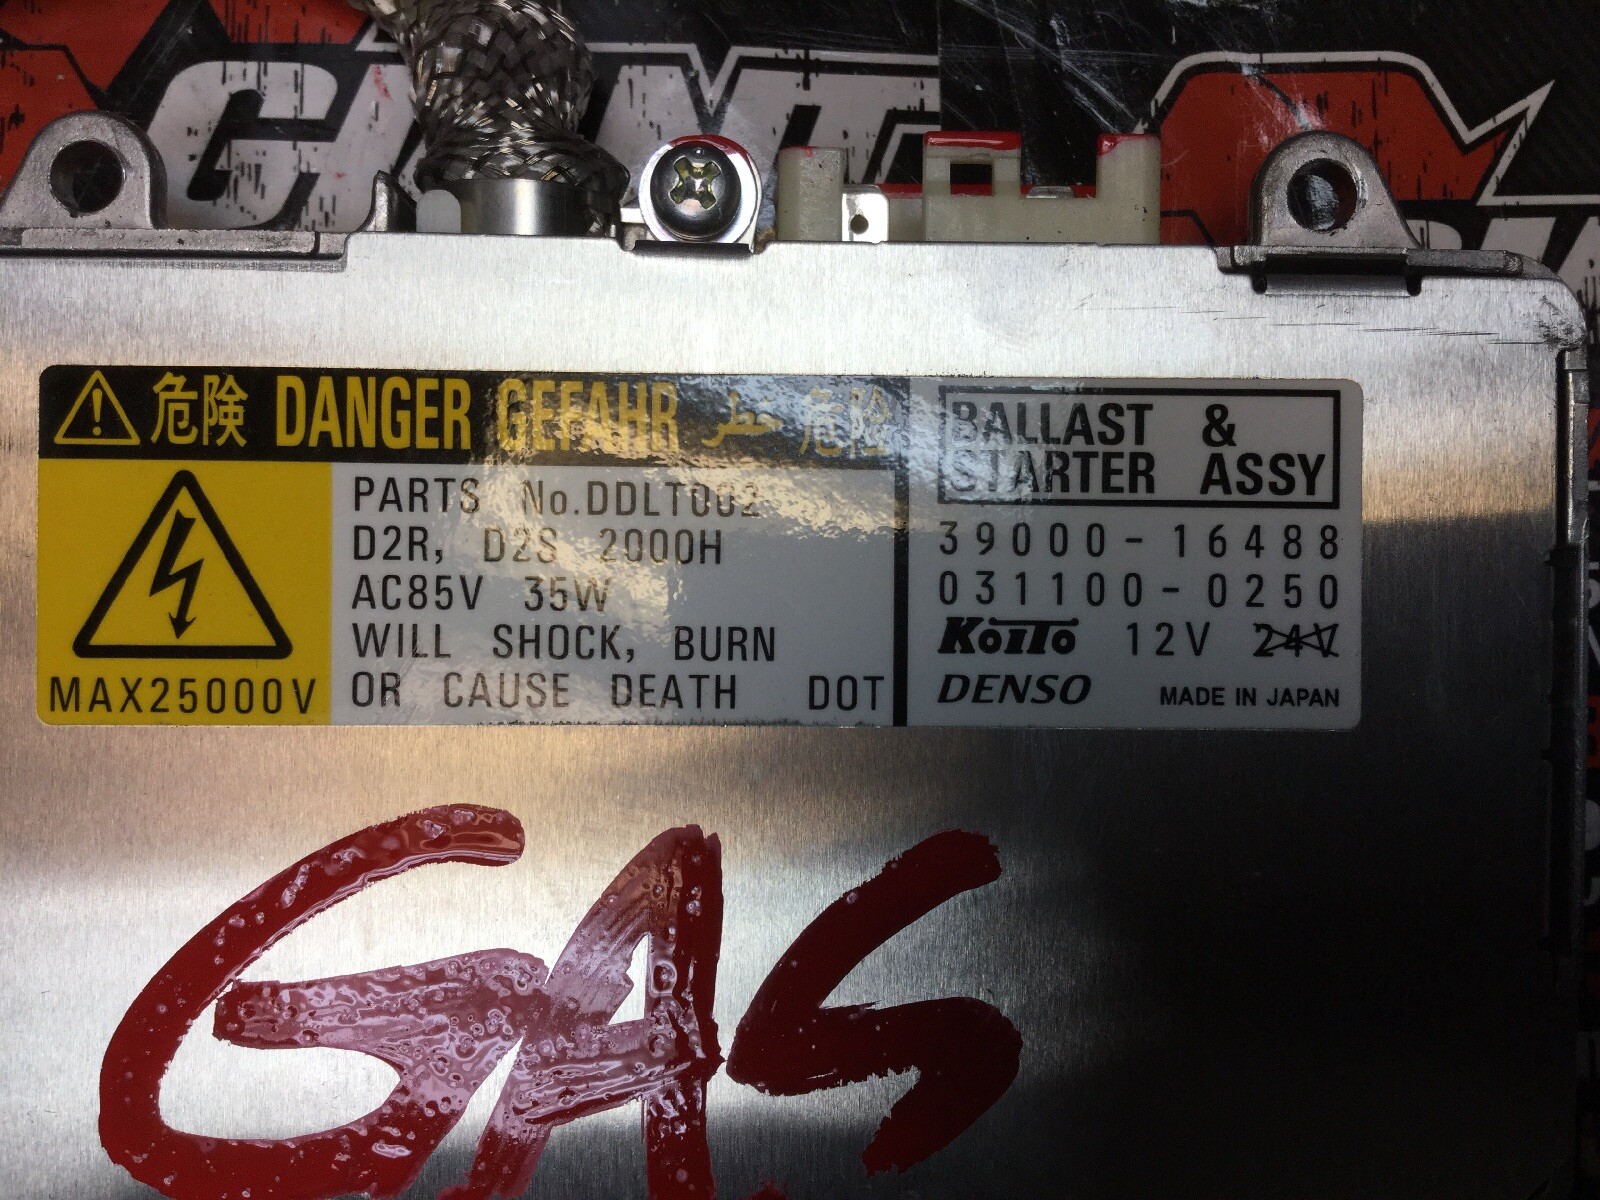 危険 DANGER GEFAHR خطر 危险
PARTS No.DDLT002
D2R, D2S 2000H
AC85V 35W
WILL SHOCK, BURN
OR CAUSE DEATH DOT
MAX25000V
BALLAST &
STARTER ASSY
39000-16488
031100-0250
KOITO 12V 24V
DENSO MADE IN JAPAN
GAS